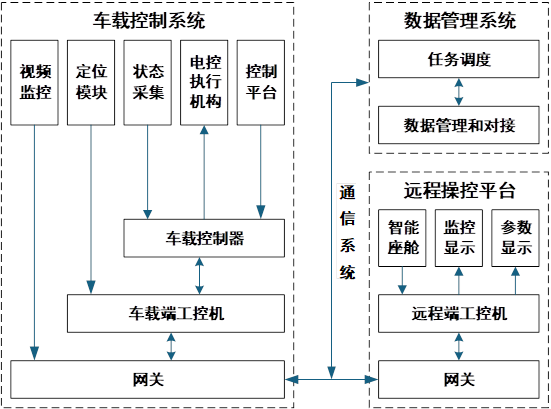 车载控制系统
视频
监控
定位
模块
状态
采集
电控
执行
机构
控制
平台
车载控制器
车载端工控机
网关
通
信
系
统
数据管理系统
任务调度
数据管理和对接
远程操控平台
智能
座舱
监控
显示
参数
显示
远程端工控机
网关